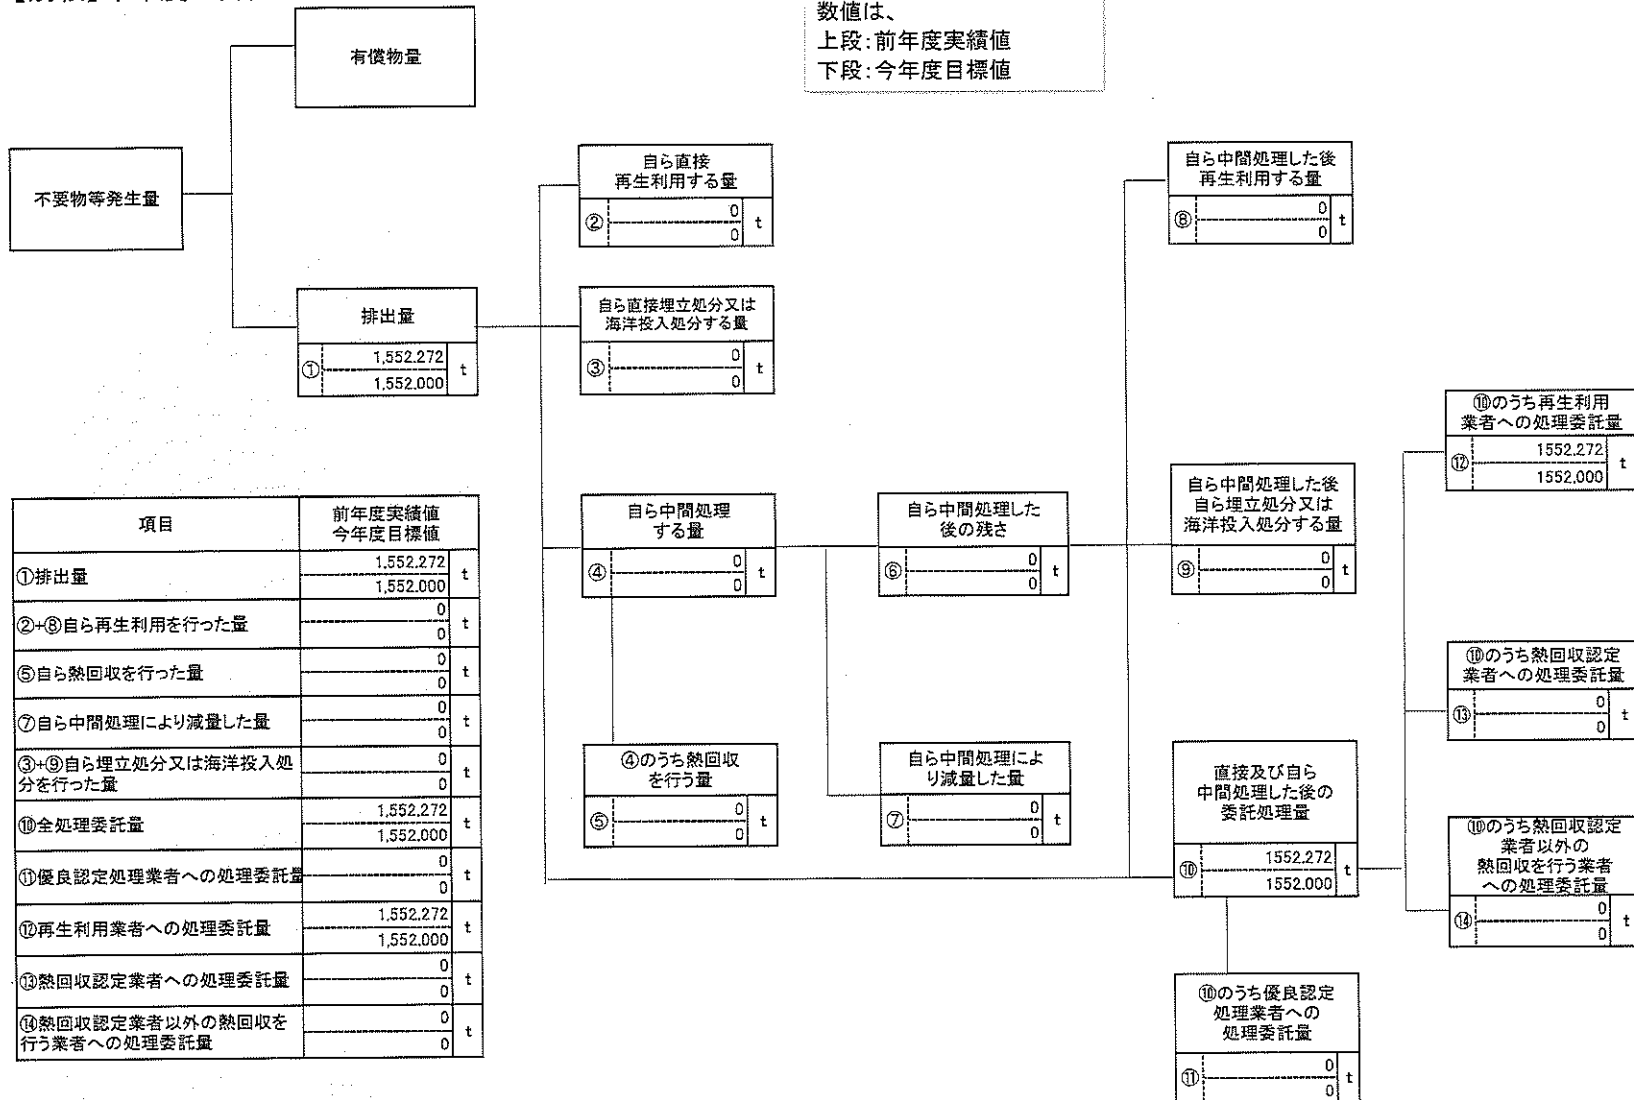 数値は、
上段:前年度実績値
下段:今年度目標値
有償物量
不要物等発生量
排出量
① 1,552.272 t
1,552.000
自ら直接
再生利用する量
② 0 t
0
自ら直接埋立処分又は
海洋投入処分する量
③ 0 t
0
自ら中間処理
する量
④ 0 t
0
④のうち熱回収
を行う量
⑤ 0 t
0
自ら中間処理した
後の残さ
⑥ 0 t
0
自ら中間処理によ
り減量した量
⑦ 0 t
0
自ら中間処理した後
再生利用する量
⑧ 0 t
0
自ら中間処理した後
自ら埋立処分又は
海洋投入処分する量
⑨ 0 t
0
直接及び自ら
中間処理した後の
委託処理量
⑩ 1552.272 t
1552.000
⑩のうち優良認定
処理業者への
処理委託量
⑪ 0 t
0
⑩のうち再生利用
業者への処理委託量
⑫ 1552.272 t
1552.000
⑩のうち熱回収認定
業者への処理委託量
⑬ 0 t
0
⑩のうち熱回収認定
業者以外の
熱回収を行う業者
への処理委託量
⑭ 0 t
0
項目 前年度実績値
今年度目標値
①排出量 1,552.272 t
1,552.000
②+⑧自ら再生利用を行った量 0 t
0
⑤自ら熱回収を行った量 0 t
0
⑦自ら中間処理により減量した量 0 t
0
③+⑨自ら埋立処分又は海洋投入処 0 t
分を行った量 0
⑩全処理委託量 1,552.272 t
1,552.000
⑪優良認定処理業者への処理委託量 0 t
0
⑫再生利用業者への処理委託量 1,552.272 t
1,552.000
⑬熱回収認定業者への処理委託量 0 t
0
⑭熱回収認定業者以外の熱回収を 0 t
行う業者への処理委託量 0